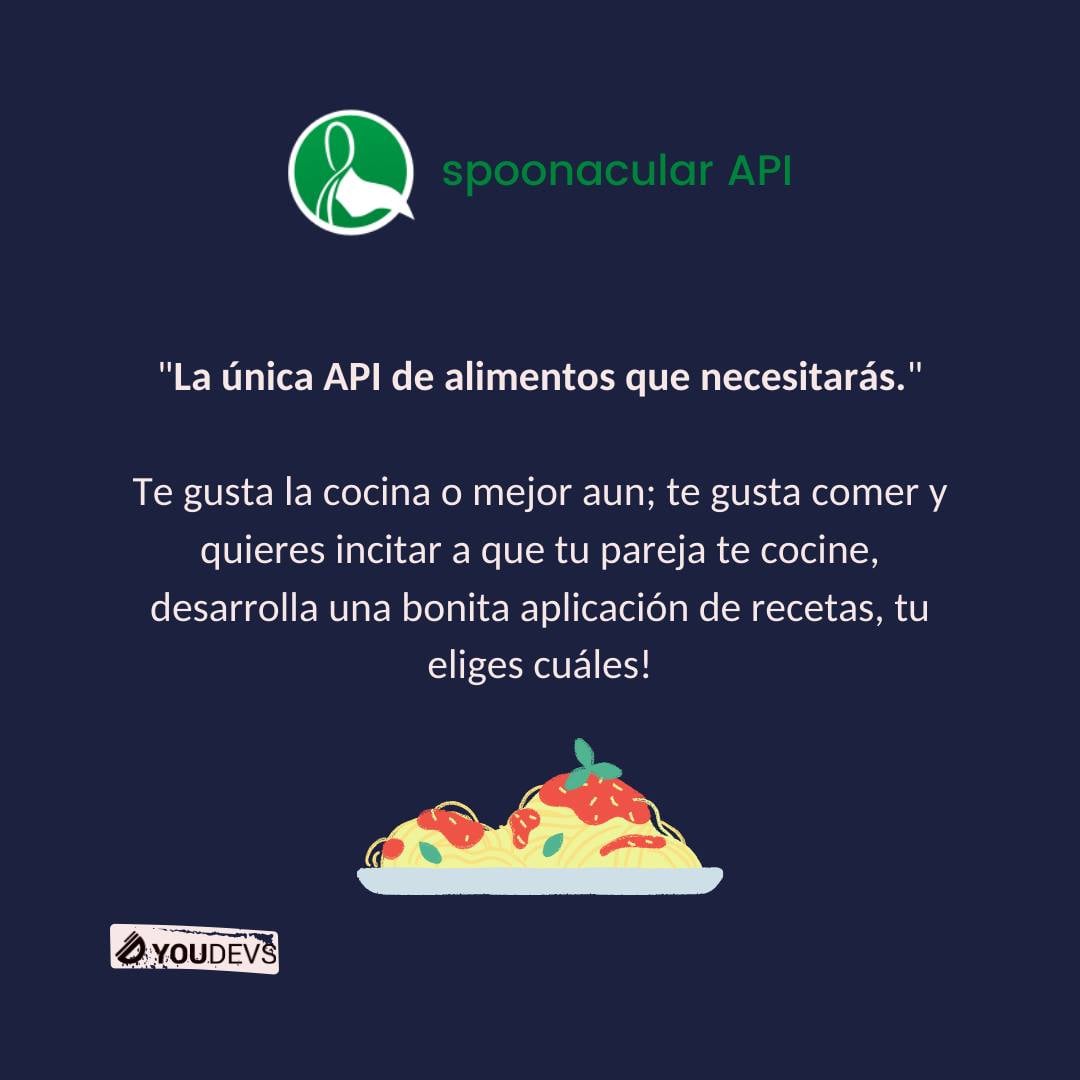 spoonacular API
"La única API de alimentos que necesitarás."
Te gusta la cocina o mejor aun; te gusta comer y
quieres incitar a que tu pareja te cocine,
desarrolla una bonita aplicación de recetas, tu
eliges cuáles!
YOUDEVS